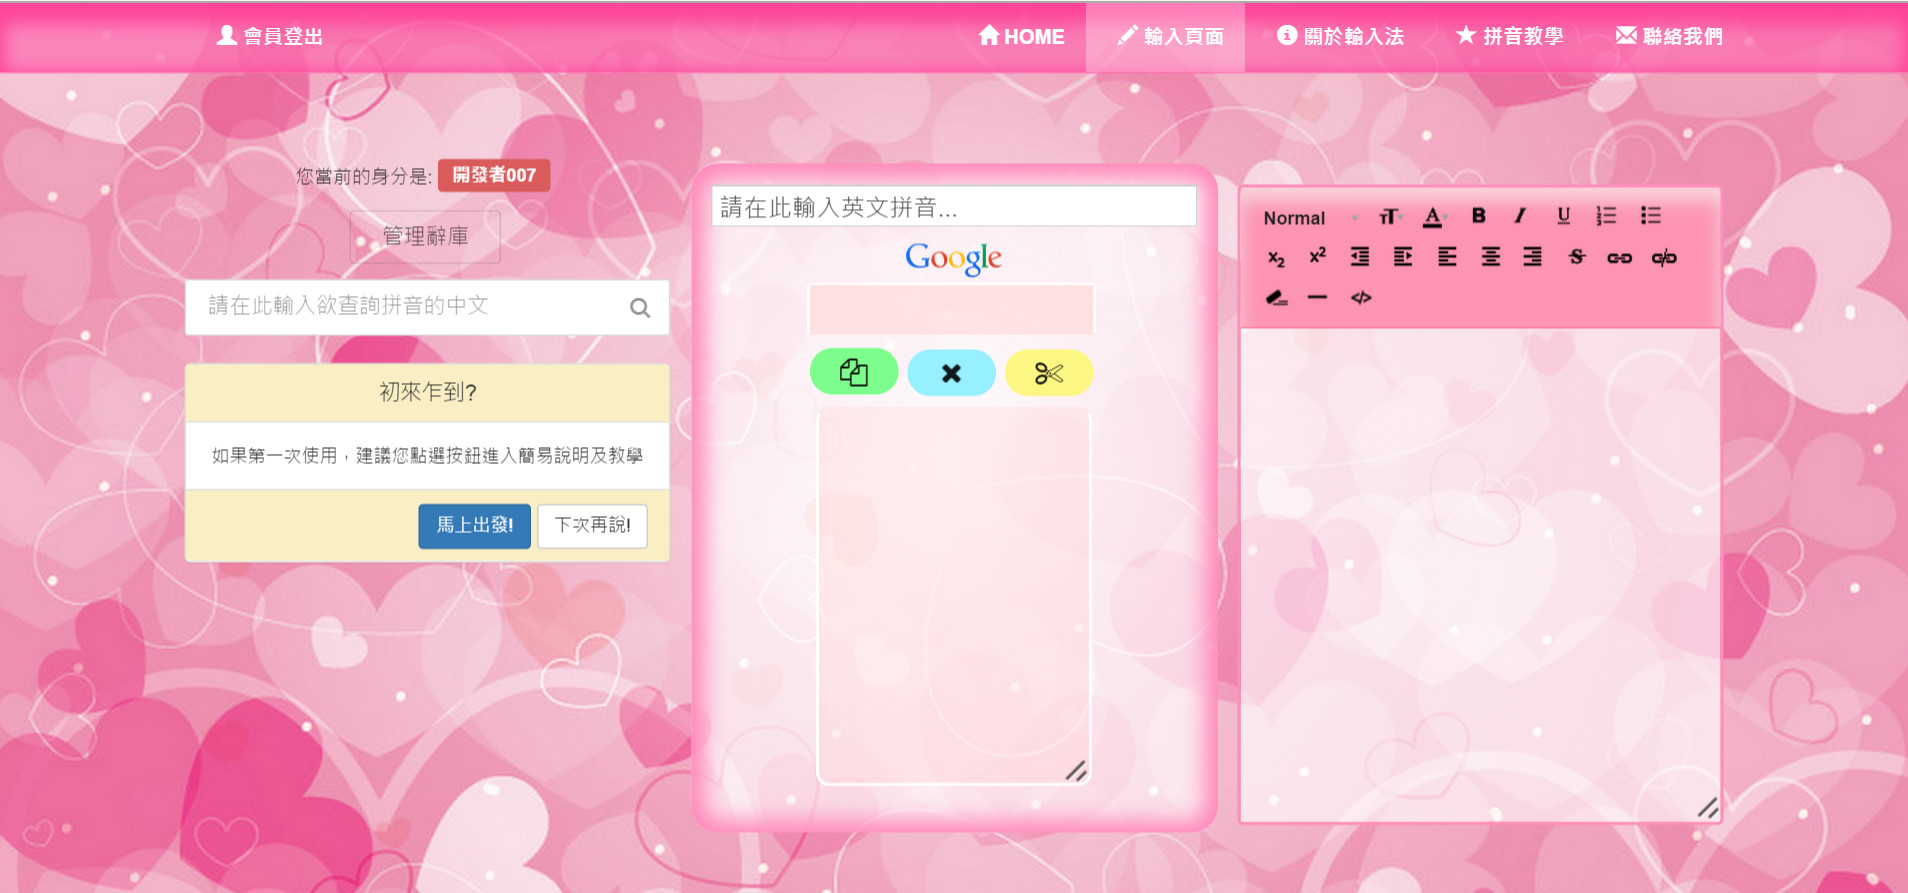 會員登出 HOME 輸入頁面 關於輸入法 拼音教學 聯絡我們
您當前的身分是: 開發者007
管理辭庫
請在此輸入欲查詢拼音的中文
初來乍到?
如果第一次使用，建議您點選按鈕進入簡易說明及教學
馬上出發! 下次再說!
請在此輸入英文拼音...
Google
Normal